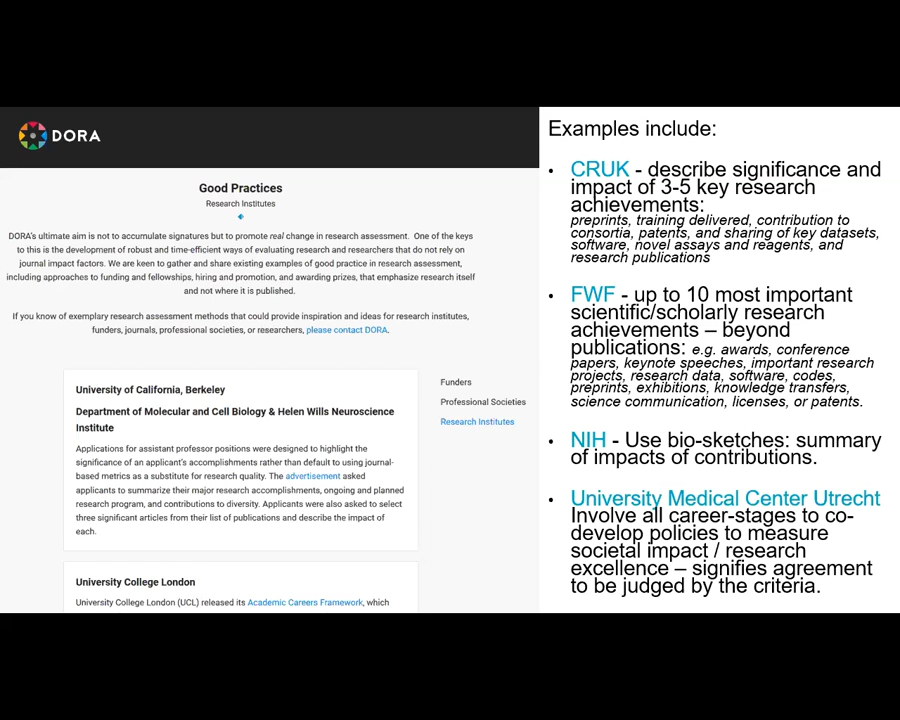 DORA
Good Practices
Research Institutes
DORA's ultimate aim is not to accumulate signatures but to promote real change in research assessment. One of the keys
to this is the development of robust and time-efficient ways of evaluating research and researchers that do not rely on
journal impact factors. We are keen to gather and share existing examples of good practice in research assessment,
including approaches to funding and fellowships, hiring and promotion, and awarding prizes, that emphasize research itself
and not where it is published.
If you know of exemplary research assessment methods that could provide inspiration and ideas for research institutes,
funders, journals, professional societies, or researchers, please contact DORA.
University of California, Berkeley
Department of Molecular and Cell Biology & Helen Wills Neuroscience
Institute
Applications for assistant professor positions were designed to highlight the
significance of an applicant's accomplishments rather than default to using journal-
based metrics as a substitute for research quality. The advertisement asked
applicants to summarize their major research accomplishments, ongoing and planned
research program, and contributions to diversity. Applicants were also asked to select
three significant articles from their list of publications and describe the impact of
each.
University College London
University College London (UCL) released its Academic Careers Framework, which
Funders
Professional Societies
Research Institutes
Examples include:
• CRUK - describe significance and
impact of 3-5 key research
achievements:
preprints, training delivered, contribution to
consortia, patents, and sharing of key datasets,
software, novel assays and reagents, and
research publications
• FWF - up to 10 most important
scientific/scholarly research
achievements – beyond
publications: e.g. awards, conference
papers, keynote speeches, important research
projects, research data, software, codes,
preprints, exhibitions, knowledge transfers,
science communication, licenses, or patents.
• NIH - Use bio-sketches: summary
of impacts of contributions.
• University Medical Center Utrecht
Involve all career-stages to co-
develop policies to measure
societal impact / research
excellence – signifies agreement
to be judged by the criteria.